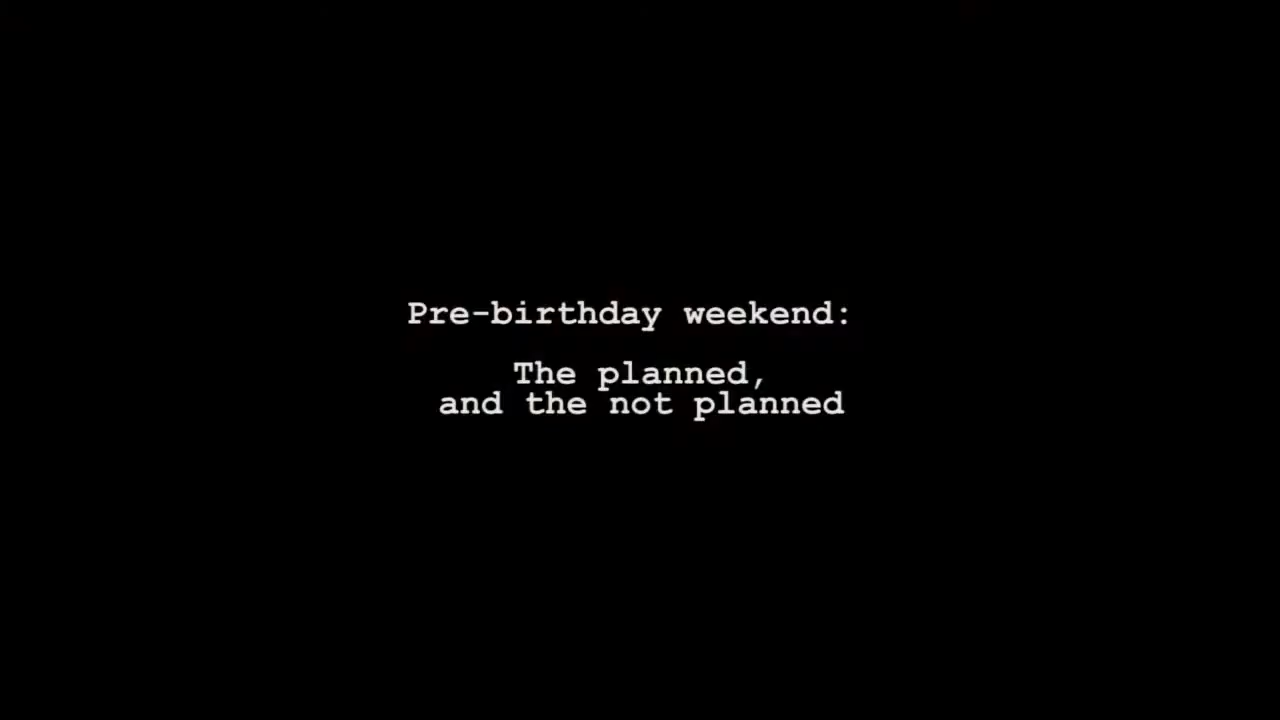 Pre-birthday weekend:
The planned,
and the not planned